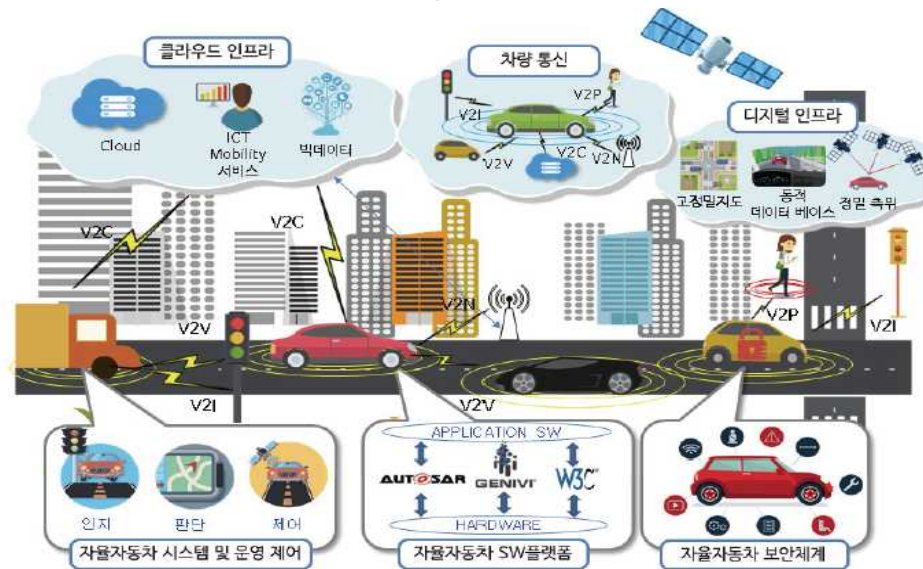 클라우드 인프라
Cloud
ICT
Mobility
서비스
빅데이터
차량 통신
V2I
V2P
V2V
V2C
V2N
디지털 인프라
고정밀지도
동적
데이터 베이스
정밀 측위
V2C
V2C
V2V
V2N
V2P
V2I
V2I
V2V
인지
판단
제어
자율자동차 시스템 및 운영 제어
APPLICATION SW
AUTOSAR
GENIVI
W3C
HARDWARE
자율자동차 SW플랫폼
자율자동차 보안체계